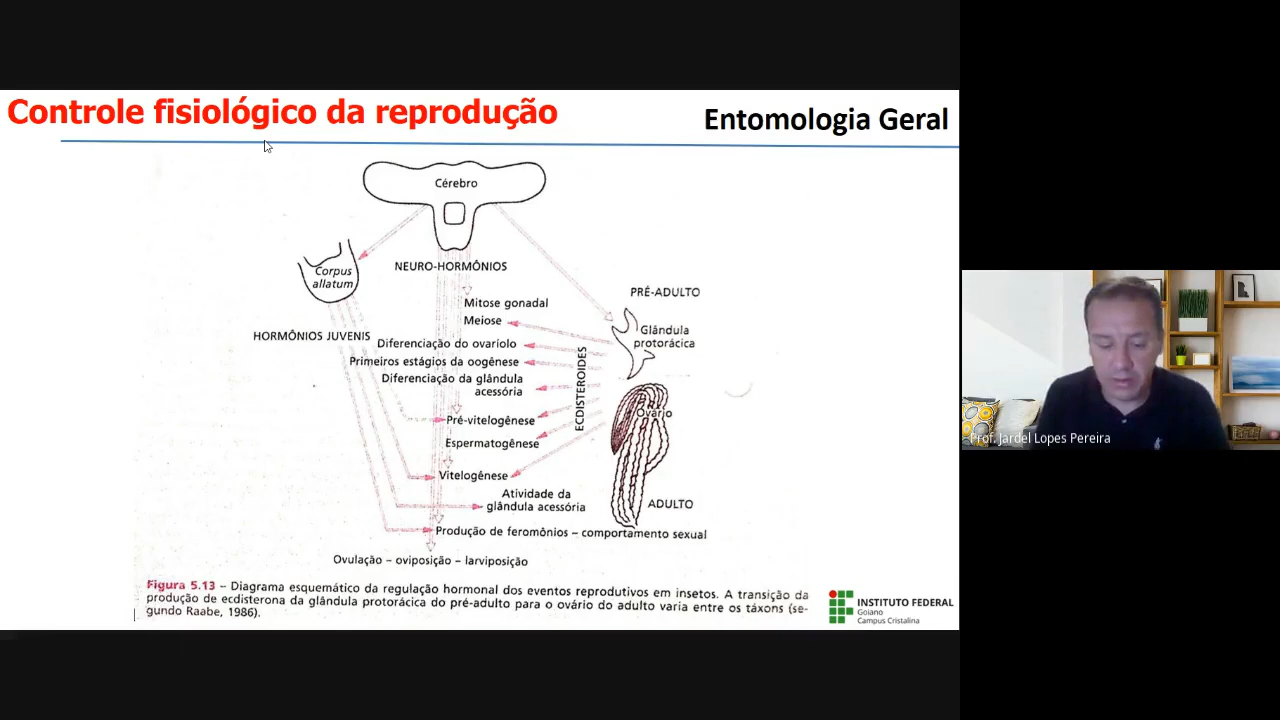 Controle fisiológico da reprodução
Entomologia Geral
Cérebro
Corpus
allatum
NEURO-HORMÔNIOS
PRÉ-ADULTO
Mitose gonadal
Meiose
Glândula
protorácica
HORMÔNIOS JUVENIS
Diferenciação do ovariolo
Primeiros estágios da oogênese
Diferenciação da glândula
acessória
ECDISTEROIDES
Ovário
Pré-vitelogênese
Espermatogênese
Vitelogênese
Atividade da
glândula acessória
ADULTO
Produção de feromônios – comportamento sexual
Ovulação – oviposição – larviposição
Figura 5.13 – Diagrama esquemático da regulação hormonal dos eventos reprodutivos em insetos. A transição da
produção de ecdisterona da glândula protorácica do pré-adulto para o ovário do adulto varia entre os táxons (se-
gundo Raabe, 1986).
INSTITUTO FEDERAL
Goiano
Campus Cristalina
Prof. Jardel Lopes Pereira